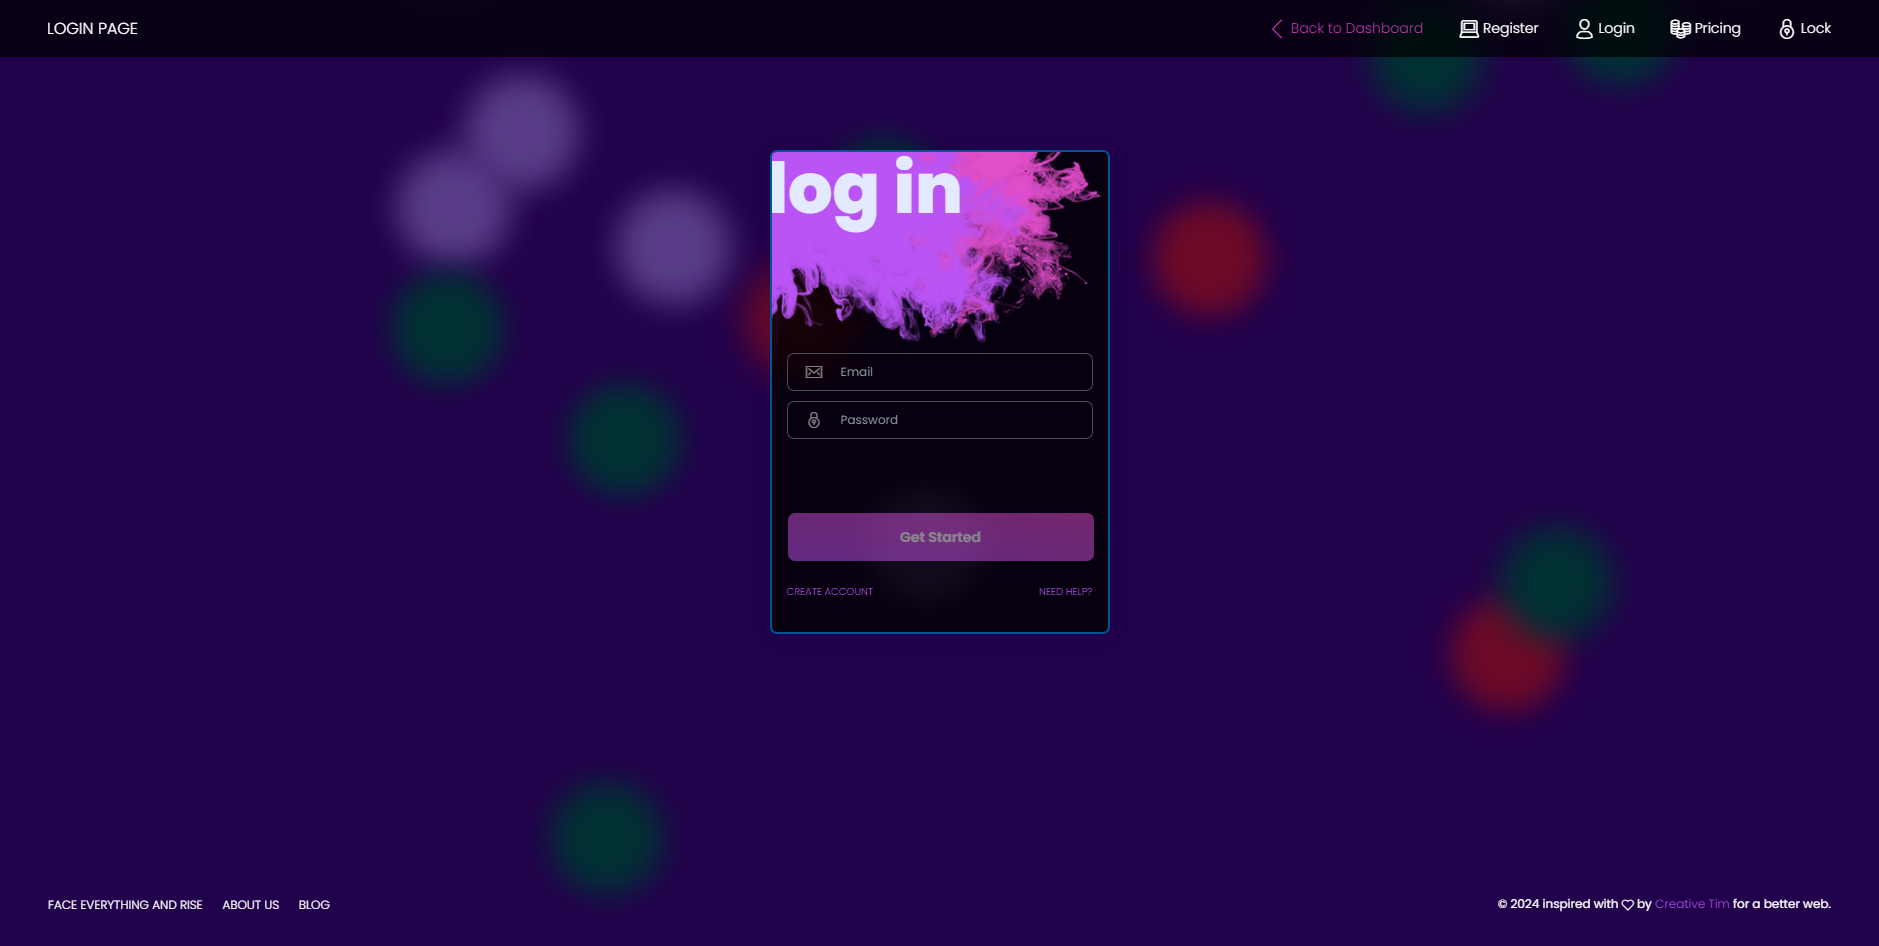 LOGIN PAGE
Back to Dashboard
Register
Login
Pricing
Lock
log in
Email
Password
Get Started
CREATE ACCOUNT
NEED HELP?
FACE EVERYTHING AND RISE
ABOUT US
BLOG
© 2024 inspired with ♡ by Creative Tim for a better web.